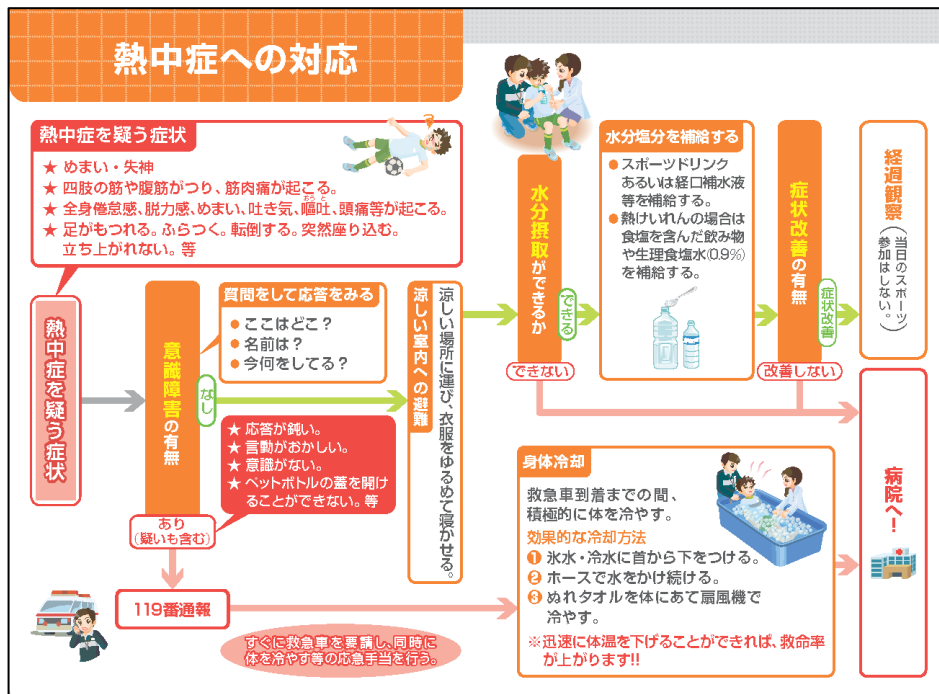 熱中症への対応
熱中症を疑う症状
★ めまい・失神
★ 四肢の筋や腹筋がつり、筋肉痛が起こる。
★ 全身倦怠感、脱力感、めまい、吐き気、嘔吐、頭痛等が起こる。
おう と
★ 足がもつれる。ふらつく。転倒する。突然座り込む。
立ち上がれない。等
熱中症を疑う症状
意識障害の有無
質問をして応答をみる
● ここはどこ?
● 名前は?
● 今何をしてる?
なし
★ 応答が鈍い。
★ 言動がおかしい。
★ 意識がない。
★ ペットボトルの蓋を開け
ることができない。等
あり
(疑いも含む)
涼しい室内への避難
涼しい場所に運び、衣服をゆるめて寝かせる。
水分摂取ができるか
できる
できない
水分塩分を補給する
● スポーツドリンク
あるいは経口補水液
等を補給する。
● 熱けいれんの場合は
食塩を含んだ飲み物
や生理食塩水(0.9%)
を補給する。
症状改善の有無
症状改善
改善しない
経過観察
(当日のスポーツ
参加はしない。)
119番通報
すぐに救急車を要請し、同時に
体を冷やす等の応急手当を行う。
身体冷却
救急車到着までの間、
積極的に体を冷やす。
効果的な冷却方法
❶ 氷水・冷水に首から下をつける。
❷ ホースで水をかけ続ける。
❸ ぬれタオルを体にあて扇風機で
冷やす。
※迅速に体温を下げることができれば、救命率
が上がります!!
病院へ!